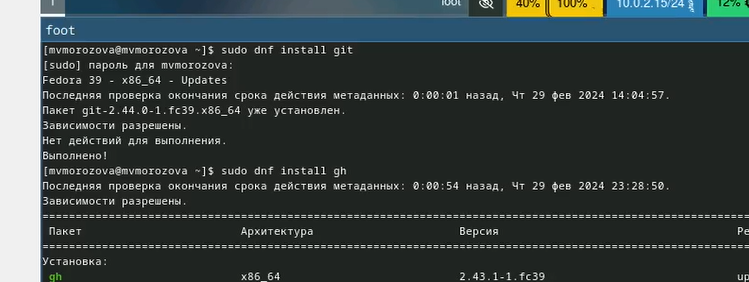 foot 40% 100% 10.0.2.15/24 12%
foot
[mvmorozova@mvmorozova ~]$ sudo dnf install git
[sudo] пароль для mvmorozova:
Fedora 39 - x86_64 - Updates
Последняя проверка окончания срока действия метаданных: 0:00:01 назад, Чт 29 фев 2024 14:04:57.
Пакет git-2.44.0-1.fc39.x86_64 уже установлен.
Зависимости разрешены.
Нет действий для выполнения.
Выполнено!
[mvmorozova@mvmorozova ~]$ sudo dnf install gh
Последняя проверка окончания срока действия метаданных: 0:00:54 назад, Чт 29 фев 2024 23:28:50.
Зависимости разрешены.
Пакет Архитектура Версия Ре
Установка:
gh x86_64 2.43.1-1.fc39 up